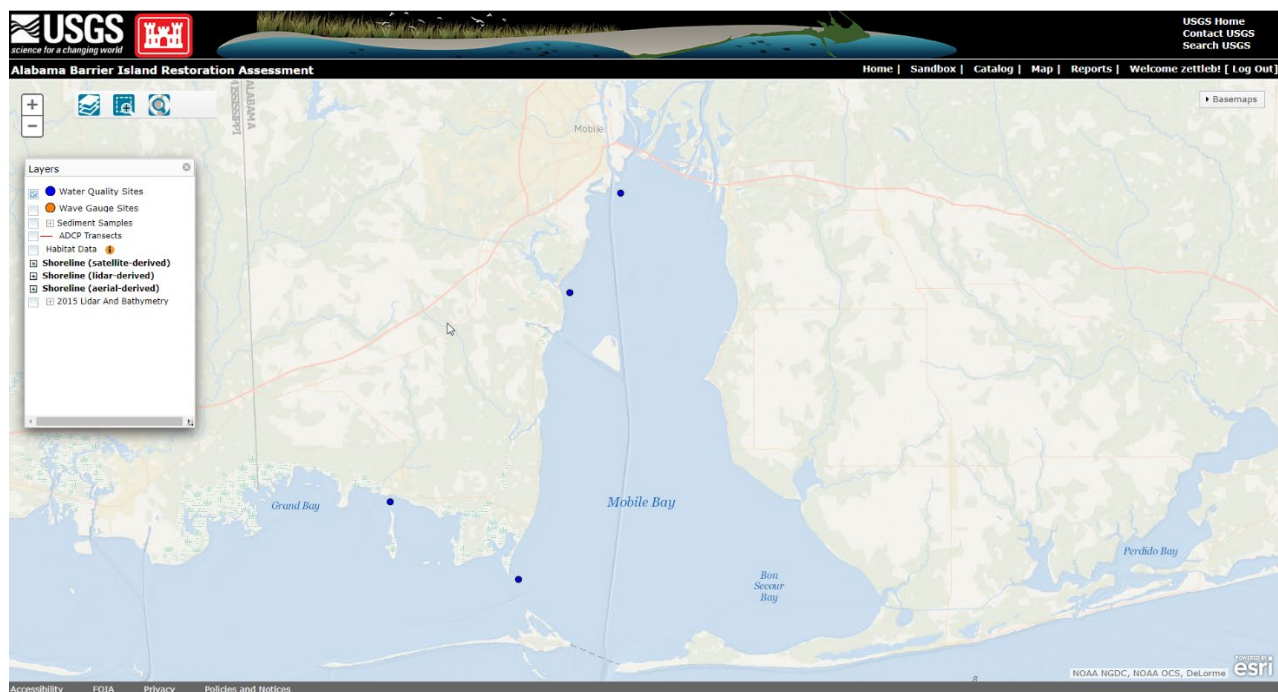 USGS
science for a changing world
USGS Home
Contact USGS
Search USGS
Alabama Barrier Island Restoration Assessment
Home | Sandbox | Catalog | Map | Reports | Welcome zettleb! [ Log Out]
+
−
Basemaps
MISSISSIPPI
ALABAMA
Mobile
Layers
Water Quality Sites
Wave Gauge Sites
Sediment Samples
ADCP Transects
Habitat Data
Shoreline (satellite-derived)
Shoreline (lidar-derived)
Shoreline (aerial-derived)
2015 Lidar And Bathymetry
Grand Bay
Mobile Bay
Perdido Bay
Bon
Secour
Bay
NOAA NGDC, NOAA OCS, DeLorme
POWERED BY
esri
Accessibility FOIA Privacy Policies and Notices